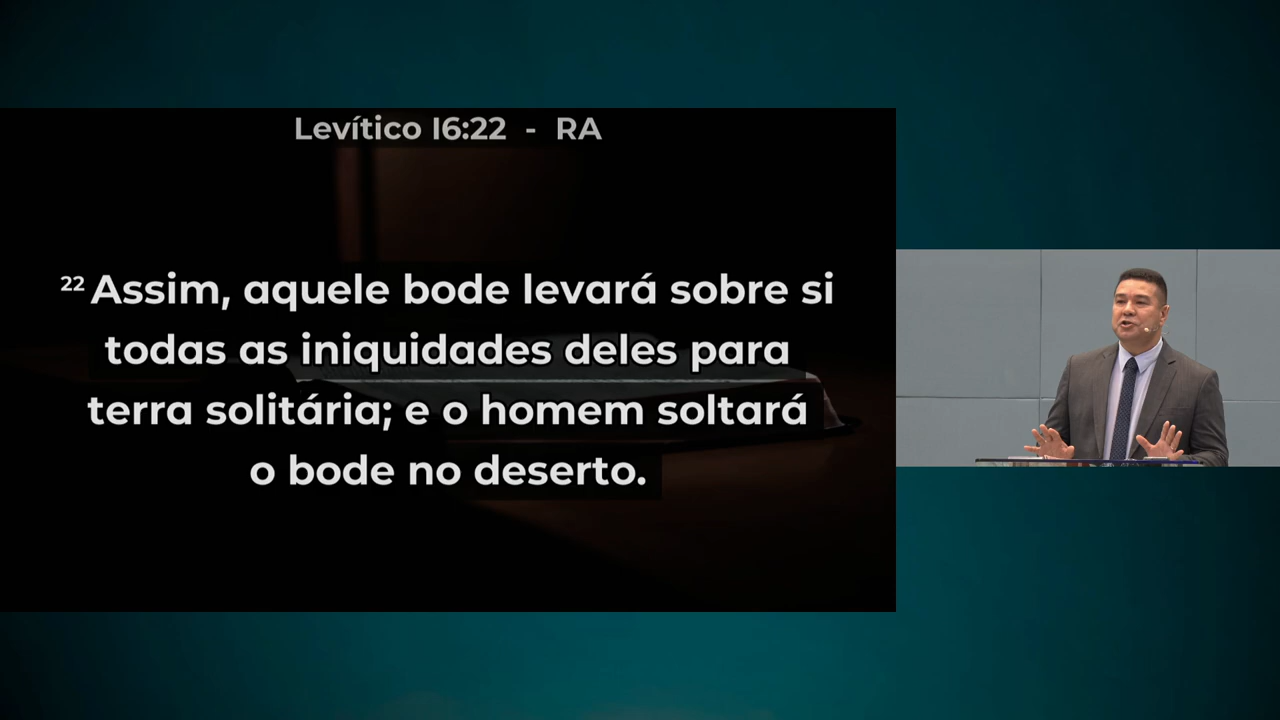 Levítico 16:22 - RA
22 Assim, aquele bode levará sobre si
todas as iniquidades deles para
terra solitária; e o homem soltará
o bode no deserto.